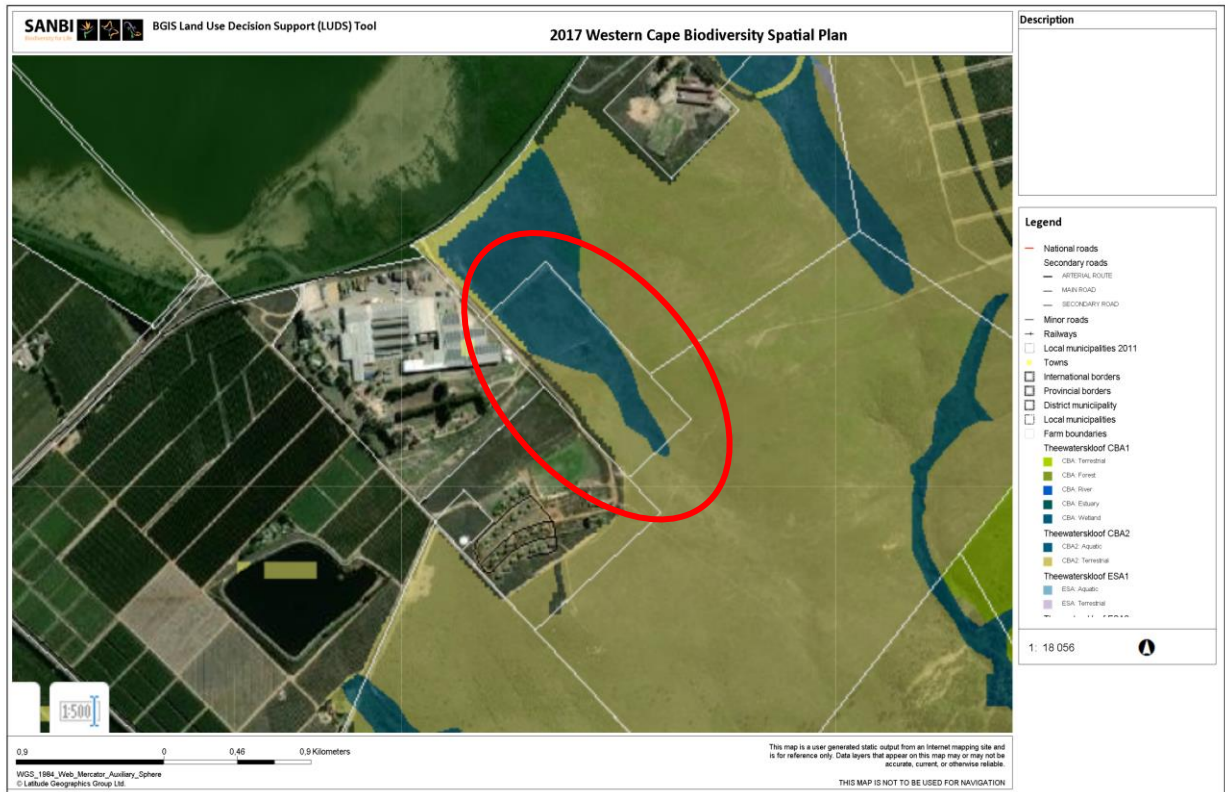 SANBI
Biodiversity for Life
BGIS Land Use Decision Support (LUDS) Tool
2017 Western Cape Biodiversity Spatial Plan
Description
Legend
National roads
Secondary roads
ARTERIAL ROUTE
MAIN ROAD
SECONDARY ROAD
Minor roads
Railways
Local municipalities 2011
Towns
International borders
Provincial borders
District municiipality
Local municipalities
Farm boundaries
Theewaterskloof CBA1
CBA: Terrestrial
CBA: Forest
CBA: River
CBA: Estuary
CBA: Wetland
Theewaterskloof CBA2
CBA2: Aquatic
CBA2: Terrestrial
Theewaterskloof ESA1
ESA: Aquatic
ESA: Terrestrial
1: 18 056
1:500
0,9 0 0,46 0,9 Kilometers
WGS_1984_Web_Mercator_Auxiliary_Sphere
© Latitude Geographics Group Ltd.
This map is a user generated static output from an Internet mapping site and
is for reference only. Data layers that appear on this map may or may not be
accurate, current, or otherwise reliable.
THIS MAP IS NOT TO BE USED FOR NAVIGATION